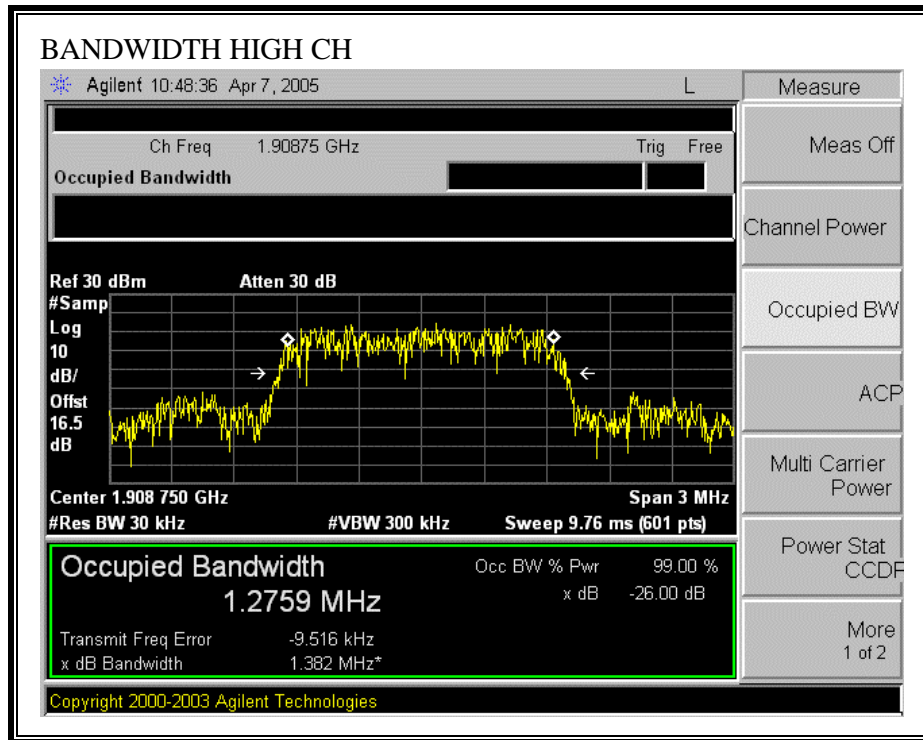 BANDWIDTH HIGH CH
Agilent 10:48:36 Apr 7, 2005 L
Measure
Ch Freq 1.90875 GHz Trig Free
Occupied Bandwidth
Meas Off
Channel Power
Occupied BW
ACP
Multi Carrier
Power
Power Stat
CCDF
More
1 of 2
Ref 30 dBm Atten 30 dB
#Samp
Log
10
dB/
Offst
16.5
dB
Center 1.908 750 GHz Span 3 MHz
#Res BW 30 kHz #VBW 300 kHz Sweep 9.76 ms (601 pts)
Occupied Bandwidth
1.2759 MHz
Occ BW % Pwr 99.00 %
x dB -26.00 dB
Transmit Freq Error -9.516 kHz
x dB Bandwidth 1.382 MHz*
Copyright 2000-2003 Agilent Technologies